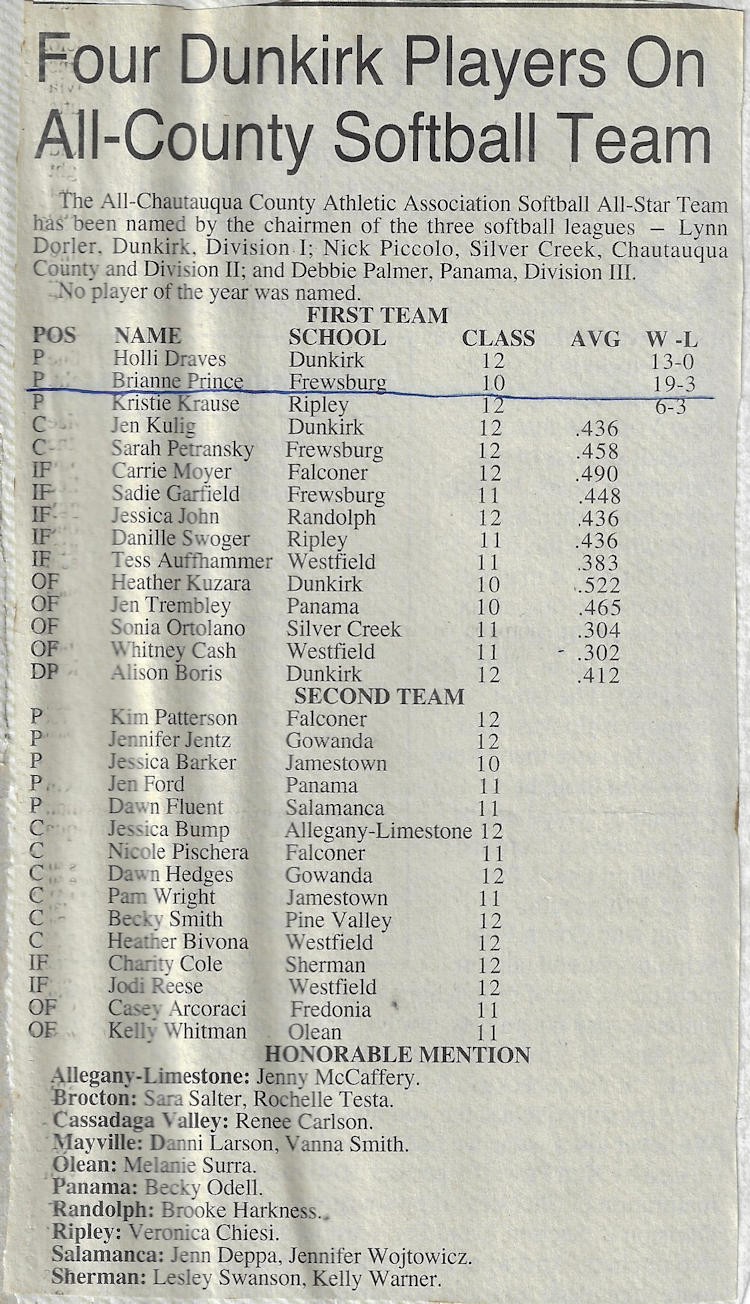 Four Dunkirk Players On
All-County Softball Team
The All-Chautauqua County Athletic Association Softball All-Star Team
has been named by the chairmen of the three softball leagues — Lynn
Dorler, Dunkirk, Division I; Nick Piccolo, Silver Creek, Chautauqua
County and Division II; and Debbie Palmer, Panama, Division III.
No player of the year was named.
FIRST TEAM
POS NAME SCHOOL CLASS AVG W -L
P Holli Draves Dunkirk 12 13-0
P Brianne Prince Frewsburg 10 19-3
P Kristie Krause Ripley 12 6-3
C Jen Kulig Dunkirk 12 .436
C Sarah Petransky Frewsburg 12 .458
IF Carrie Moyer Falconer 12 .490
IF Sadie Garfield Frewsburg 11 .448
IF Jessica John Randolph 12 .436
IF Danille Swoger Ripley 11 .436
IF Tess Auffhammer Westfield 11 .383
OF Heather Kuzara Dunkirk 10 .522
OF Jen Trembley Panama 10 .465
OF Sonia Ortolano Silver Creek 11 .304
OF Whitney Cash Westfield 11 .302
DP Alison Boris Dunkirk 12 .412
SECOND TEAM
P Kim Patterson Falconer 12
P Jennifer Jentz Gowanda 12
P Jessica Barker Jamestown 10
P Jen Ford Panama 11
P Dawn Fluent Salamanca 11
C Jessica Bump Allegany-Limestone 12
C Nicole Pischera Falconer 11
C Dawn Hedges Gowanda 12
C Pam Wright Jamestown 11
C Becky Smith Pine Valley 12
C Heather Bivona Westfield 12
IF Charity Cole Sherman 12
IF Jodi Reese Westfield 12
OF Casey Arcoraci Fredonia 11
OF Kelly Whitman Olean 11
HONORABLE MENTION
Allegany-Limestone: Jenny McCaffery.
Brocton: Sara Salter, Rochelle Testa.
Cassadaga Valley: Renee Carlson.
Mayville: Danni Larson, Vanna Smith.
Olean: Melanie Surra.
Panama: Becky Odell.
Randolph: Brooke Harkness.
Ripley: Veronica Chiesi.
Salamanca: Jenn Deppa, Jennifer Wojtowicz.
Sherman: Lesley Swanson, Kelly Warner.